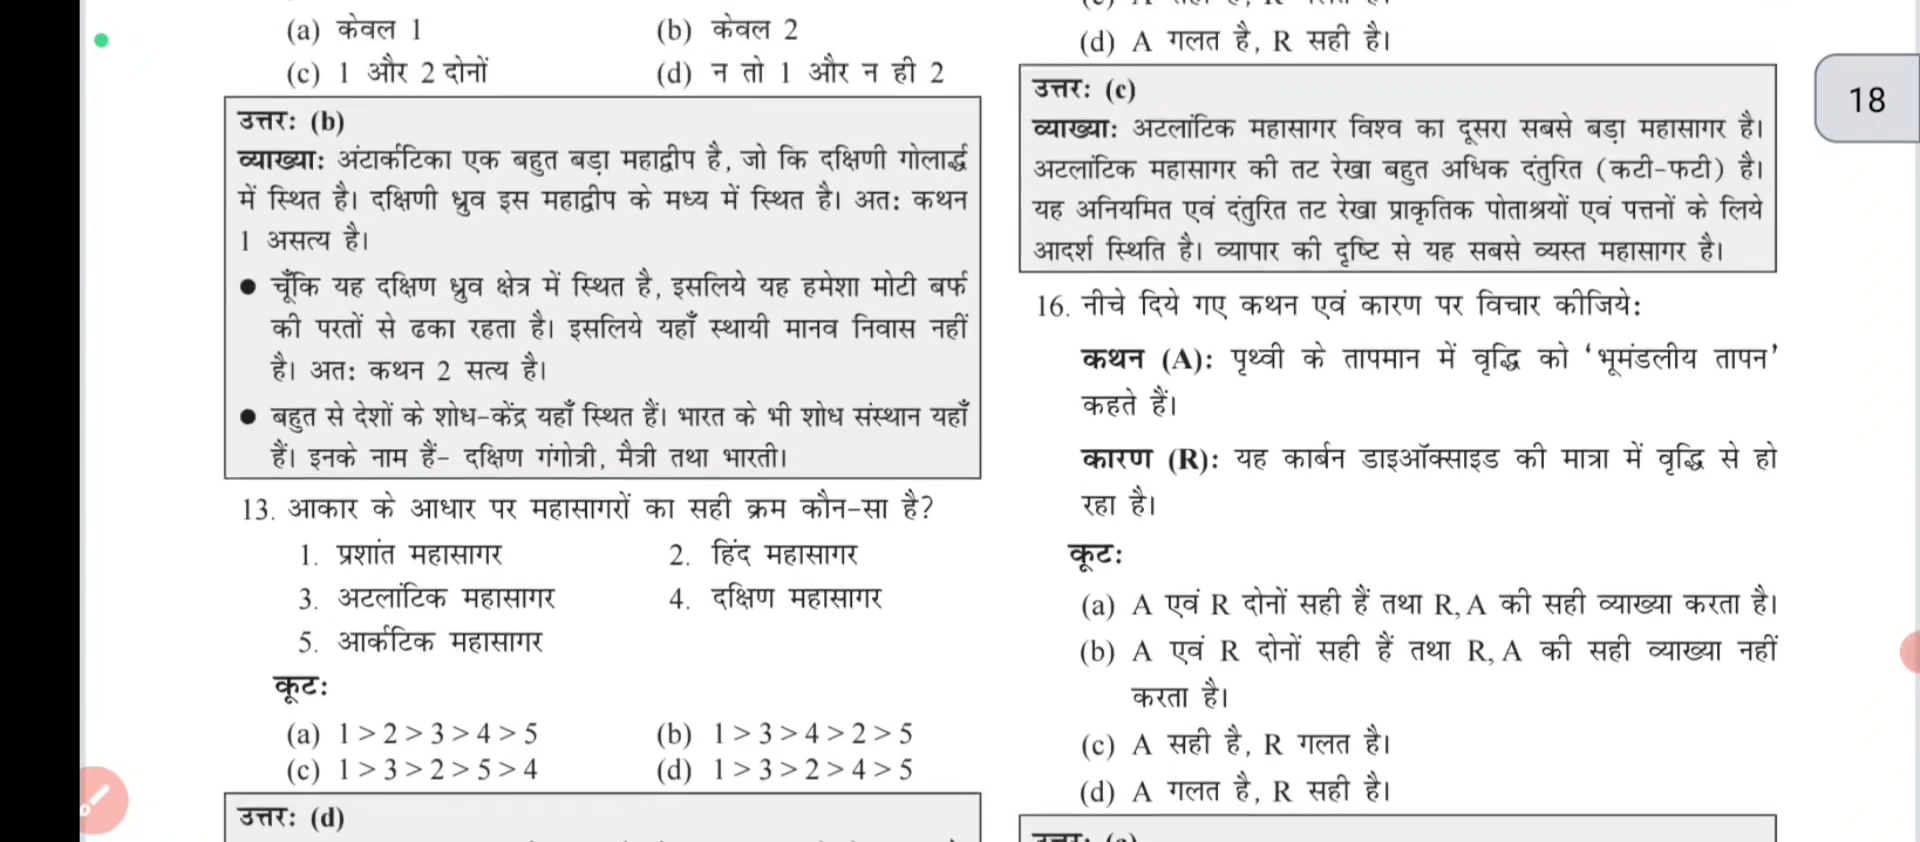 (a) केवल 1 (b) केवल 2
(c) 1 और 2 दोनों (d) न तो 1 और न ही 2
उत्तर: (b)
व्याख्या: अंटार्कटिका एक बहुत बड़ा महाद्वीप है, जो कि दक्षिणी गोलार्द्ध
में स्थित है। दक्षिणी ध्रुव इस महाद्वीप के मध्य में स्थित है। अत: कथन
1 असत्य है।
● चूँकि यह दक्षिण ध्रुव क्षेत्र में स्थित है, इसलिये यह हमेशा मोटी बर्फ
की परतों से ढका रहता है। इसलिये यहाँ स्थायी मानव निवास नहीं
है। अत: कथन 2 सत्य है।
● बहुत से देशों के शोध-केंद्र यहाँ स्थित हैं। भारत के भी शोध संस्थान यहाँ
हैं। इनके नाम हैं- दक्षिण गंगोत्री, मैत्री तथा भारती।
13. आकार के आधार पर महासागरों का सही क्रम कौन-सा है?
1. प्रशांत महासागर 2. हिंद महासागर
3. अटलांटिक महासागर 4. दक्षिण महासागर
5. आर्कटिक महासागर
कूट:
(a) 1 > 2 > 3 > 4 > 5 (b) 1 > 3 > 4 > 2 > 5
(c) 1 > 3 > 2 > 5 > 4 (d) 1 > 3 > 2 > 4 > 5
उत्तर: (d)
(d) A गलत है, R सही है।
उत्तर: (c)
व्याख्या: अटलांटिक महासागर विश्व का दूसरा सबसे बड़ा महासागर है।
अटलांटिक महासागर की तट रेखा बहुत अधिक दंतुरित (कटी-फटी) है।
यह अनियमित एवं दंतुरित तट रेखा प्राकृतिक पोताश्रयों एवं पत्तनों के लिये
आदर्श स्थिति है। व्यापार की दृष्टि से यह सबसे व्यस्त महासागर है।
16. नीचे दिये गए कथन एवं कारण पर विचार कीजिये:
कथन (A): पृथ्वी के तापमान में वृद्धि को ‘भूमंडलीय तापन’
कहते हैं।
कारण (R): यह कार्बन डाइऑक्साइड की मात्रा में वृद्धि से हो
रहा है।
कूट:
(a) A एवं R दोनों सही हैं तथा R, A की सही व्याख्या करता है।
(b) A एवं R दोनों सही हैं तथा R, A की सही व्याख्या नहीं
करता है।
(c) A सही है, R गलत है।
(d) A गलत है, R सही है।
18